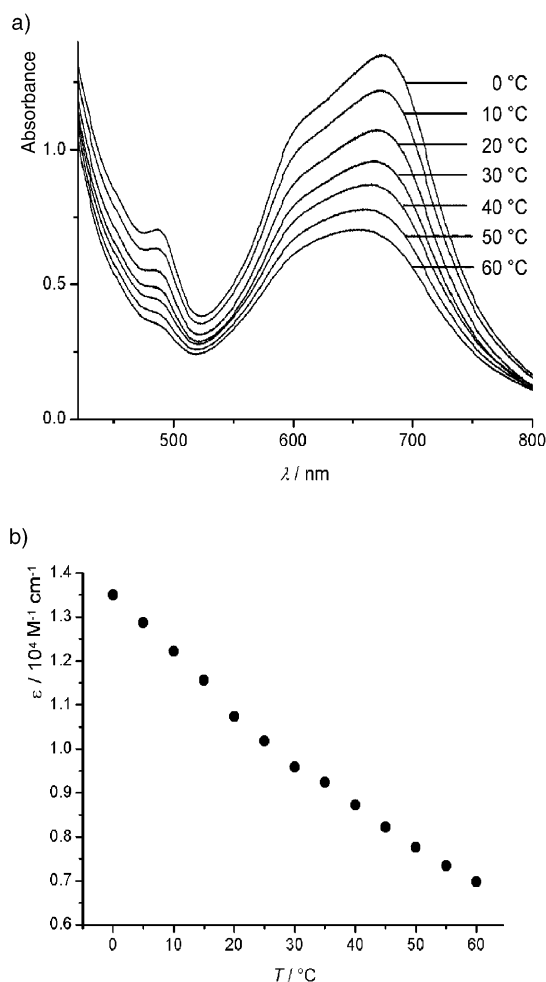 a)
Absorbance
1.0
0.5
0.0
0 °C
10 °C
20 °C
30 °C
40 °C
50 °C
60 °C
500 600 700 800
λ / nm
b)
ε / 10⁴ M⁻¹ cm⁻¹
1.4
1.3
1.2
1.1
1.0
0.9
0.8
0.7
0.6
0 10 20 30 40 50 60
T / °C